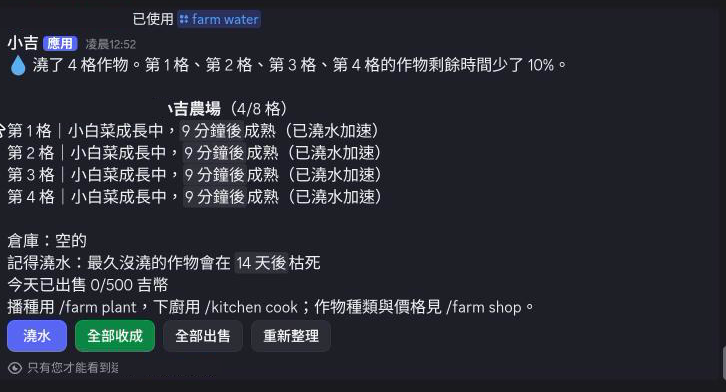 已使用 farm water
小吉 應用 凌晨12:52
澆了 4 格作物。第 1 格、第 2 格、第 3 格、第 4 格的作物剩餘時間少了 10%。
吉農場（4/8 格）
第 1 格｜小白菜成長中，9 分鐘後成熟（已澆水加速）
第 2 格｜小白菜成長中，9 分鐘後成熟（已澆水加速）
第 3 格｜小白菜成長中，9 分鐘後成熟（已澆水加速）
第 4 格｜小白菜成長中，9 分鐘後成熟（已澆水加速）
倉庫：空的
記得澆水：最久沒澆的作物會在 14 天後枯死
今天已出售 0/500 吉幣
播種用 /farm plant，下廚用 /kitchen cook；作物種類與價格見 /farm shop。
澆水 全部收成 全部出售 重新整理
只有您才能看到